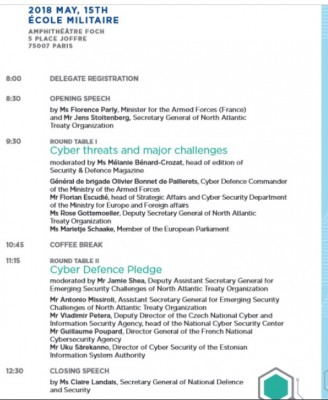 2018 MAY, 15TH
ÉCOLE MILITAIRE
AMPHITHÉÂTRE FOCH
5 PLACE JOFFRE
75007 PARIS
8:00 DELEGATE REGISTRATION
8:30 OPENING SPEECH
by Ms Florence Parly, Minister for the Armed Forces (France)
and Mr Jens Stoltenberg, Secretary General of North Atlantic
Treaty Organization
9:30 ROUND TABLE I
Cyber threats and major challenges
moderated by Ms Mélanie Bénard-Crozat, head of edition of
Security & Defence Magazine
Général de brigade Olivier Bonnet de Paillerets, Cyber Defence Commander
of the Ministry of the Armed Forces
Mr Florian Escudié, head of Strategic Affairs and Cyber Security Department
of the Ministry for Europe and Foreign affairs
Ms Rose Gottemoeller, Deputy Secretary General of North Atlantic
Treaty Organization
Ms Marietje Schaake, Member of the European Parliament
10:45 COFFEE BREAK
11:15 ROUND TABLE II
Cyber Defence Pledge
moderated by Mr Jamie Shea, Deputy Assistant Secretary General for
Emerging Security Challenges of North Atlantic Treaty Organization
Mr Antonio Missiroli, Assistant Secretary General for Emerging Security
Challenges of North Atlantic Treaty Organization
Mr Vladimir Petera, Deputy Director of the Czech National Cyber and
Information Security Agency, head of the National Cyber Security Center
Mr Guillaume Poupard, Director General of the French National
Cybersecurity Agency
Mr Uku Särekanno, Director of Cyber Security of the Estonian
Information System Authority
12:30 CLOSING SPEECH
by Ms Claire Landais, Secretary General of National Defence
and Security